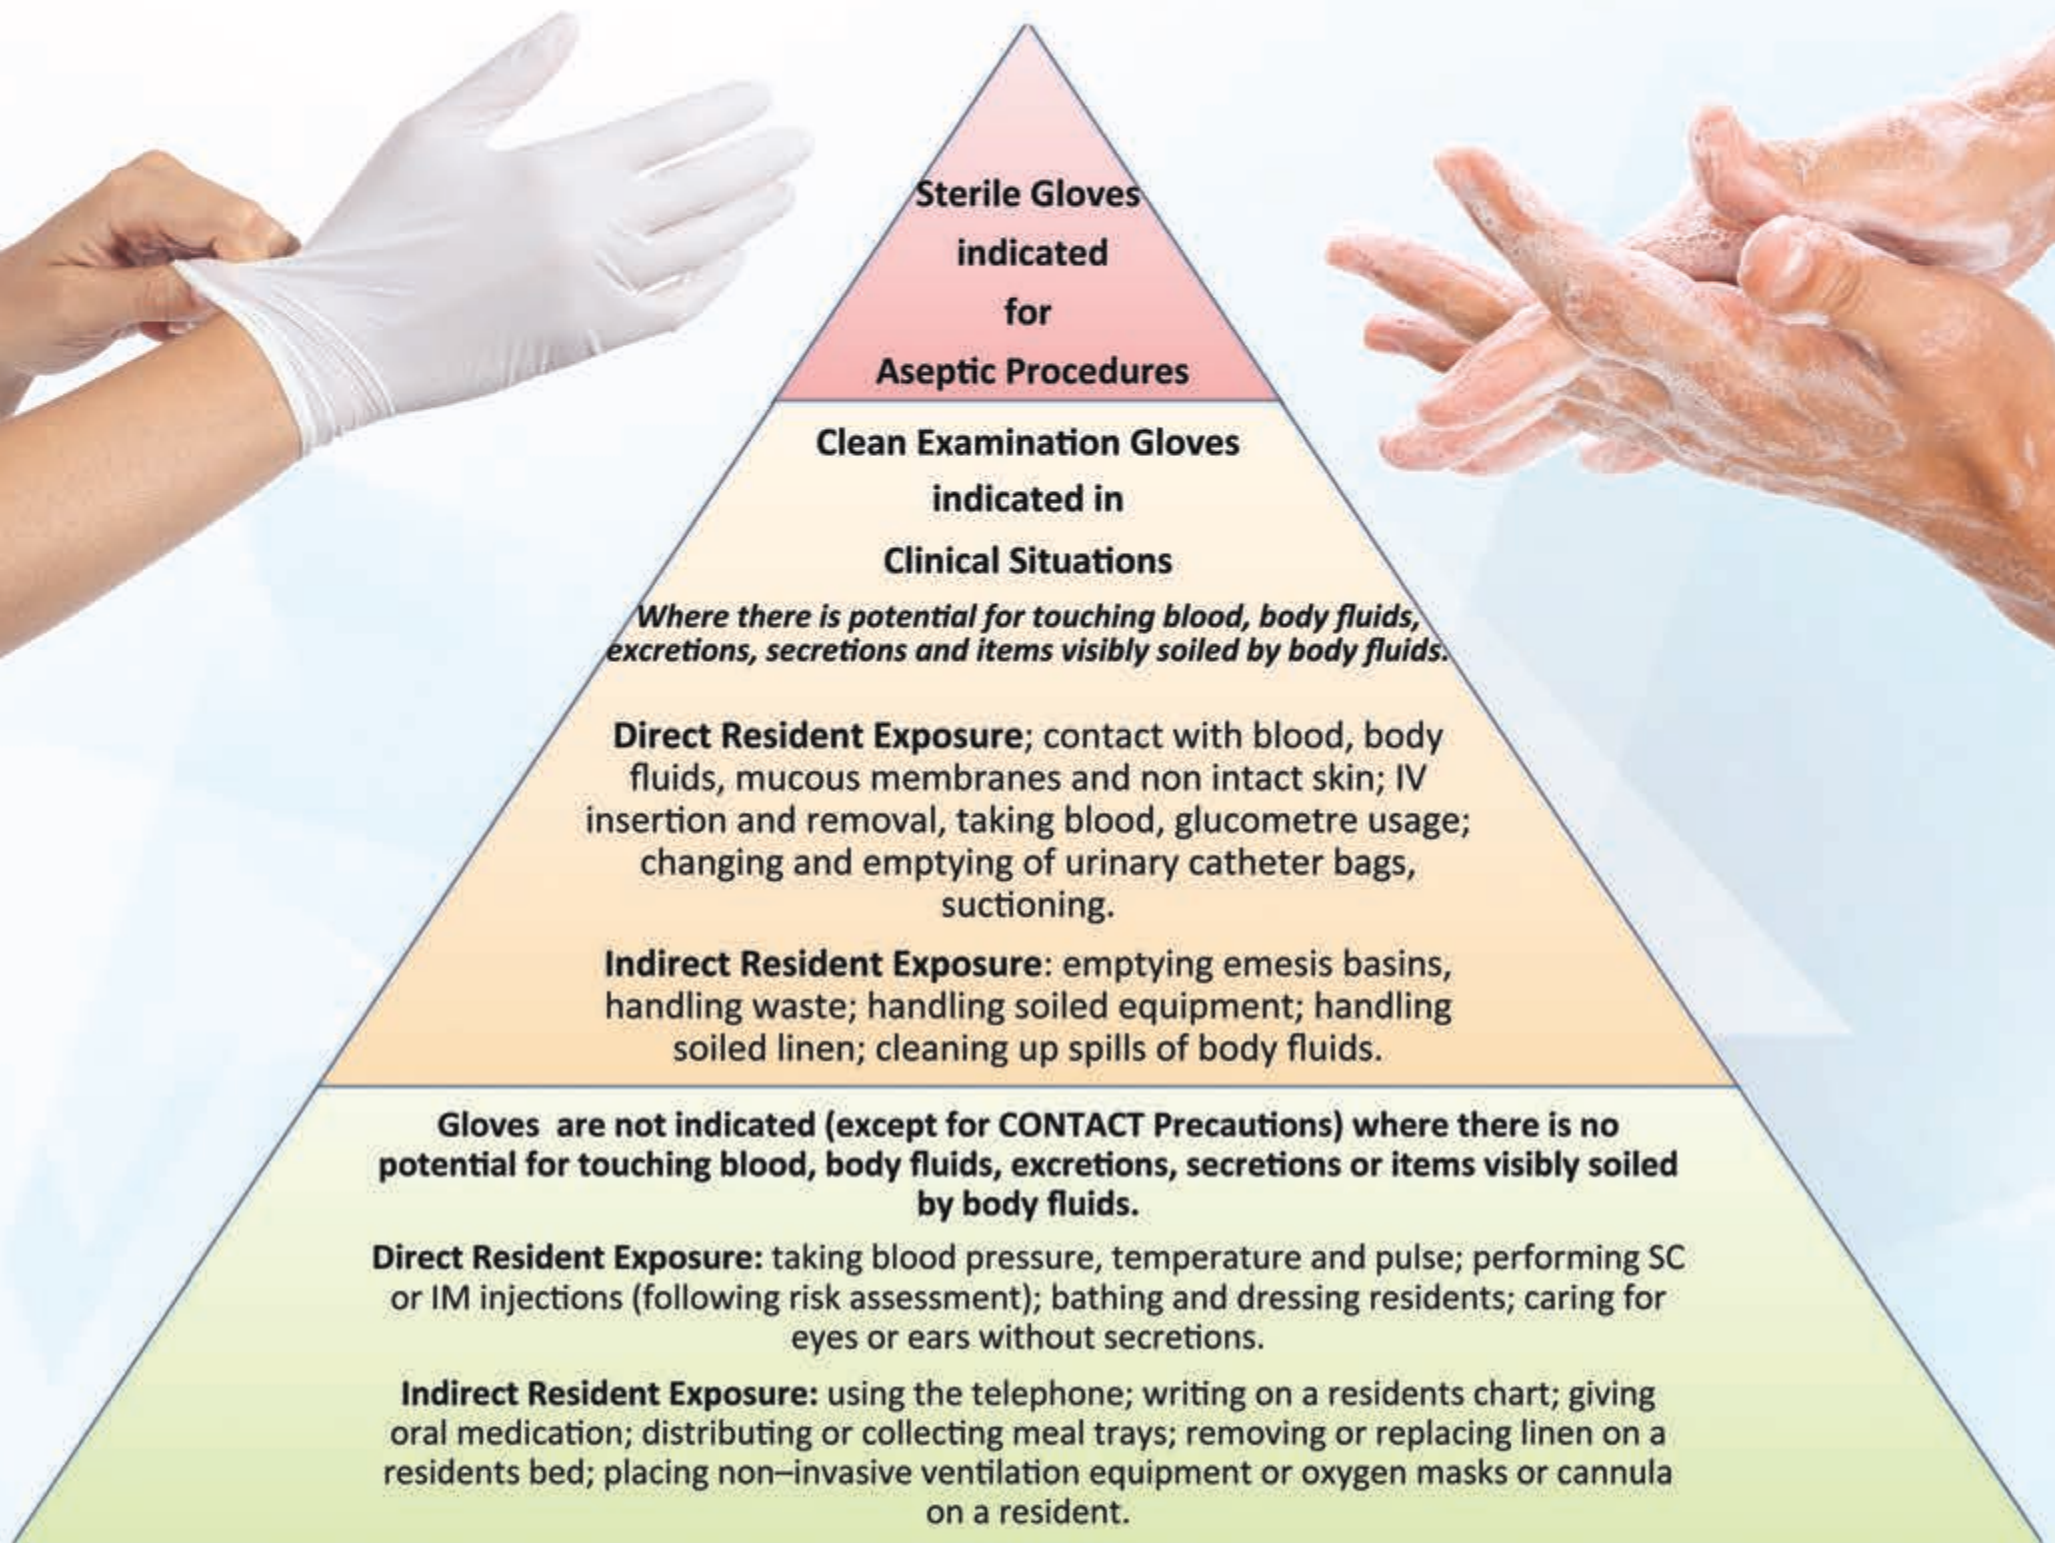 Sterile Gloves
indicated
for
Aseptic Procedures
Clean Examination Gloves
indicated in
Clinical Situations
Where there is potential for touching blood, body fluids,
excretions, secretions and items visibly soiled by body fluids.
Direct Resident Exposure; contact with blood, body
fluids, mucous membranes and non intact skin; IV
insertion and removal, taking blood, glucometre usage;
changing and emptying of urinary catheter bags,
suctioning.
Indirect Resident Exposure: emptying emesis basins,
handling waste; handling soiled equipment; handling
soiled linen; cleaning up spills of body fluids.
Gloves are not indicated (except for CONTACT Precautions) where there is no
potential for touching blood, body fluids, excretions, secretions or items visibly soiled
by body fluids.
Direct Resident Exposure: taking blood pressure, temperature and pulse; performing SC
or IM injections (following risk assessment); bathing and dressing residents; caring for
eyes or ears without secretions.
Indirect Resident Exposure: using the telephone; writing on a residents chart; giving
oral medication; distributing or collecting meal trays; removing or replacing linen on a
residents bed; placing non–invasive ventilation equipment or oxygen masks or cannula
on a resident.